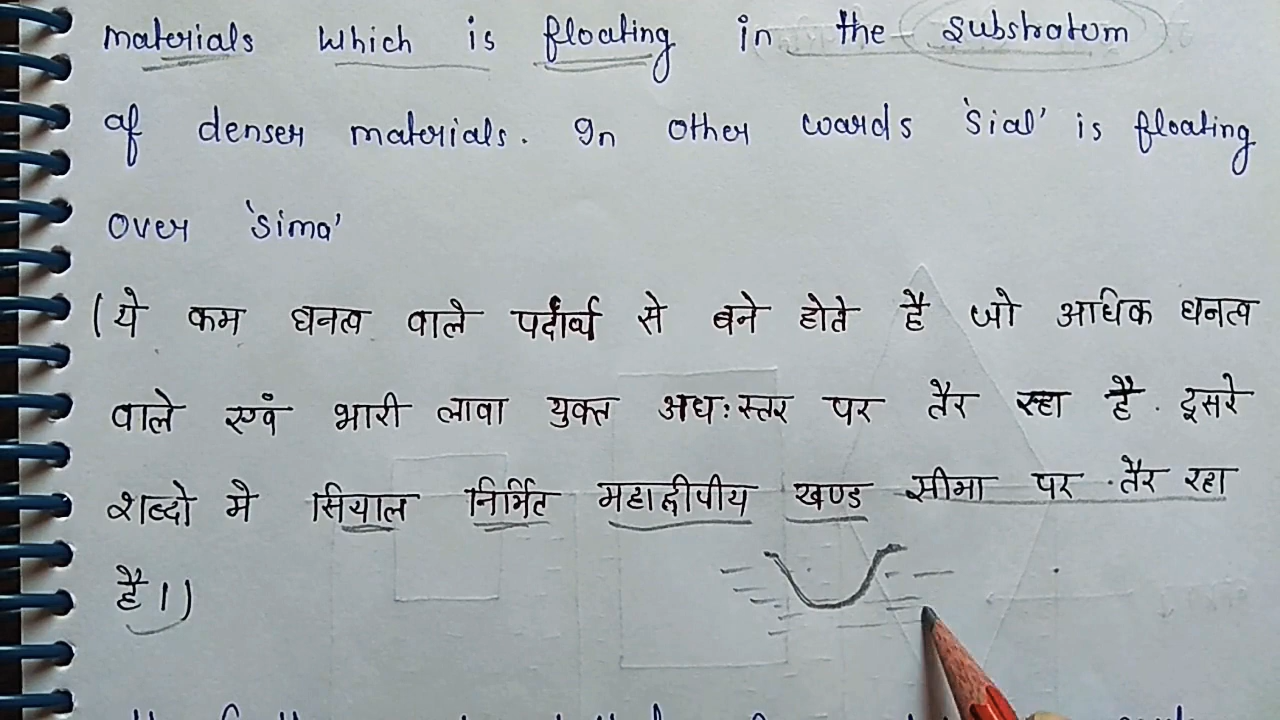 materials which is floating in the substratum
of denser materials. In other words 'sial' is floating
over 'sima'
(ये कम घनत्व वाले पदार्थ से बने होते है जो अधिक घनत्व
वाले एवं भारी लावा युक्त अधः स्तर पर तैर रहा है. दूसरे
शब्दो मे सियाल निर्मित महाद्वीपीय खण्ड सीमा पर तैर रहा
है।)